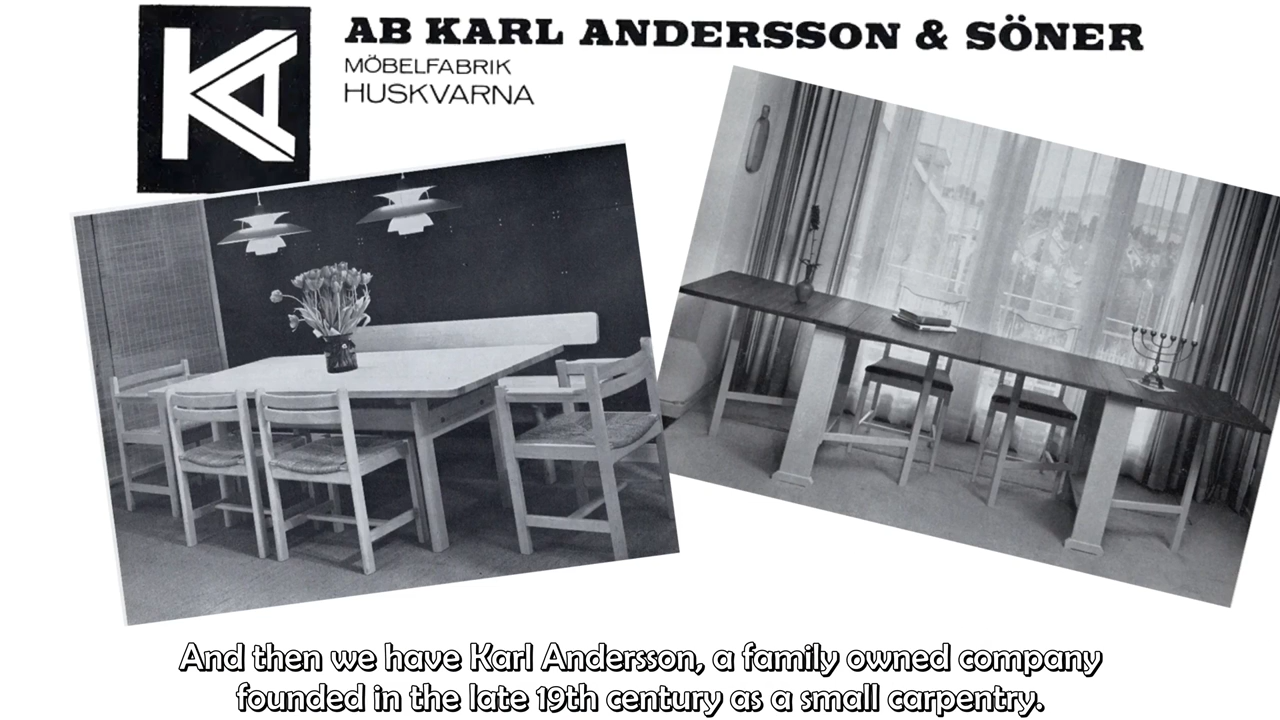 KA
AB KARL ANDERSSON & SÖNER
MÖBELFABRIK
HUSKVARNA
And then we have Karl Andersson, a family owned company
founded in the late 19th century as a small carpentry.